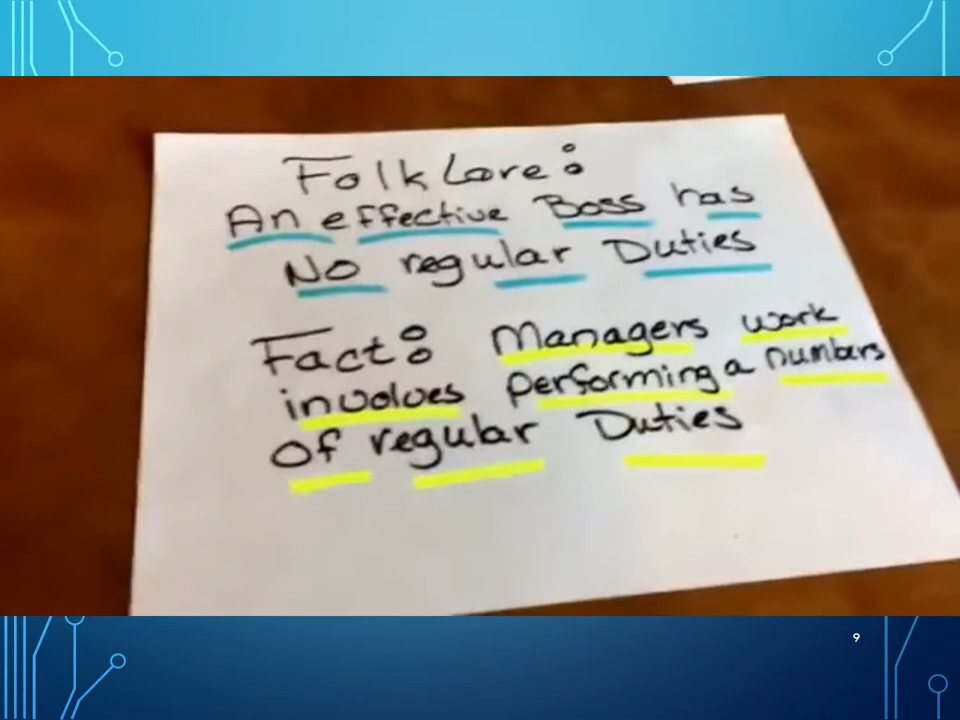 FolkLore:
An effective Boss has
No regular Duties
Fact: Managers work
involves performing a numbers
Of regular Duties
9